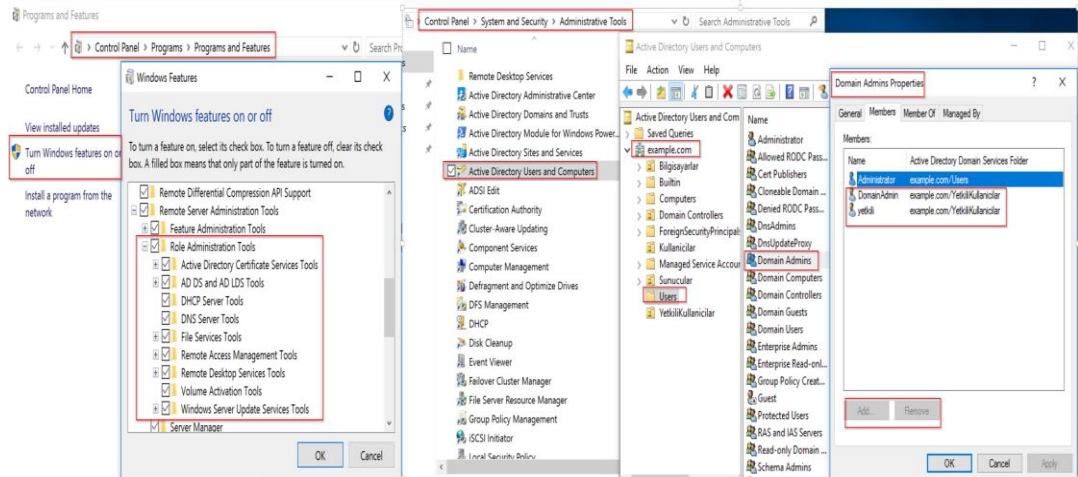 Programs and Features
Control Panel > Programs > Programs and Features
Search Pro
Control Panel Home
View installed updates
Turn Windows features on or
off
Install a program from the
network
Windows Features
Turn Windows features on or off
To turn a feature on, select its check box. To turn a feature off, clear its check
box. A filled box means that only part of the feature is turned on.
Remote Differential Compression API Support
Remote Server Administration Tools
Feature Administration Tools
Role Administration Tools
Active Directory Certificate Services Tools
AD DS and AD LDS Tools
DHCP Server Tools
DNS Server Tools
File Services Tools
Remote Access Management Tools
Remote Desktop Services Tools
Volume Activation Tools
Windows Server Update Services Tools
Server Manager
OK Cancel
Control Panel > System and Security > Administrative Tools
Search Administrative Tools
Name
Remote Desktop Services
Active Directory Administrative Center
Active Directory Domains and Trusts
Active Directory Module for Windows Power...
Active Directory Sites and Services
Active Directory Users and Computers
ADSI Edit
Certification Authority
Cluster-Aware Updating
Component Services
Computer Management
Defragment and Optimize Drives
DFS Management
DHCP
Disk Cleanup
Event Viewer
Failover Cluster Manager
File Server Resource Manager
Group Policy Management
iSCSI Initiator
Local Security Policy
Active Directory Users and Computers
File Action View Help
Active Directory Users and Com
Saved Queries
example.com
Bilgisayarlar
Builtin
Computers
Domain Controllers
ForeignSecurityPrincipals
Kullanicilar
Managed Service Accour
Sunucular
Users
YetkiliKullanicilar
Name
Administrator
Allowed RODC Pass...
Cert Publishers
Cloneable Domain ...
Denied RODC Pass...
DnsAdmins
DnsUpdateProxy
Domain Admins
Domain Computers
Domain Controllers
Domain Guests
Domain Users
Enterprise Admins
Enterprise Read-onl...
Group Policy Creat...
Guest
Protected Users
RAS and IAS Servers
Read-only Domain ...
Schema Admins
Domain Admins Properties
General Members Member Of Managed By
Members:
Name Active Directory Domain Services Folder
Administrator example.com/Users
DomainAdmin example.com/YetkiliKullanicilar
yetkili example.com/YetkiliKullanicilar
Add... Remove
OK Cancel Apply